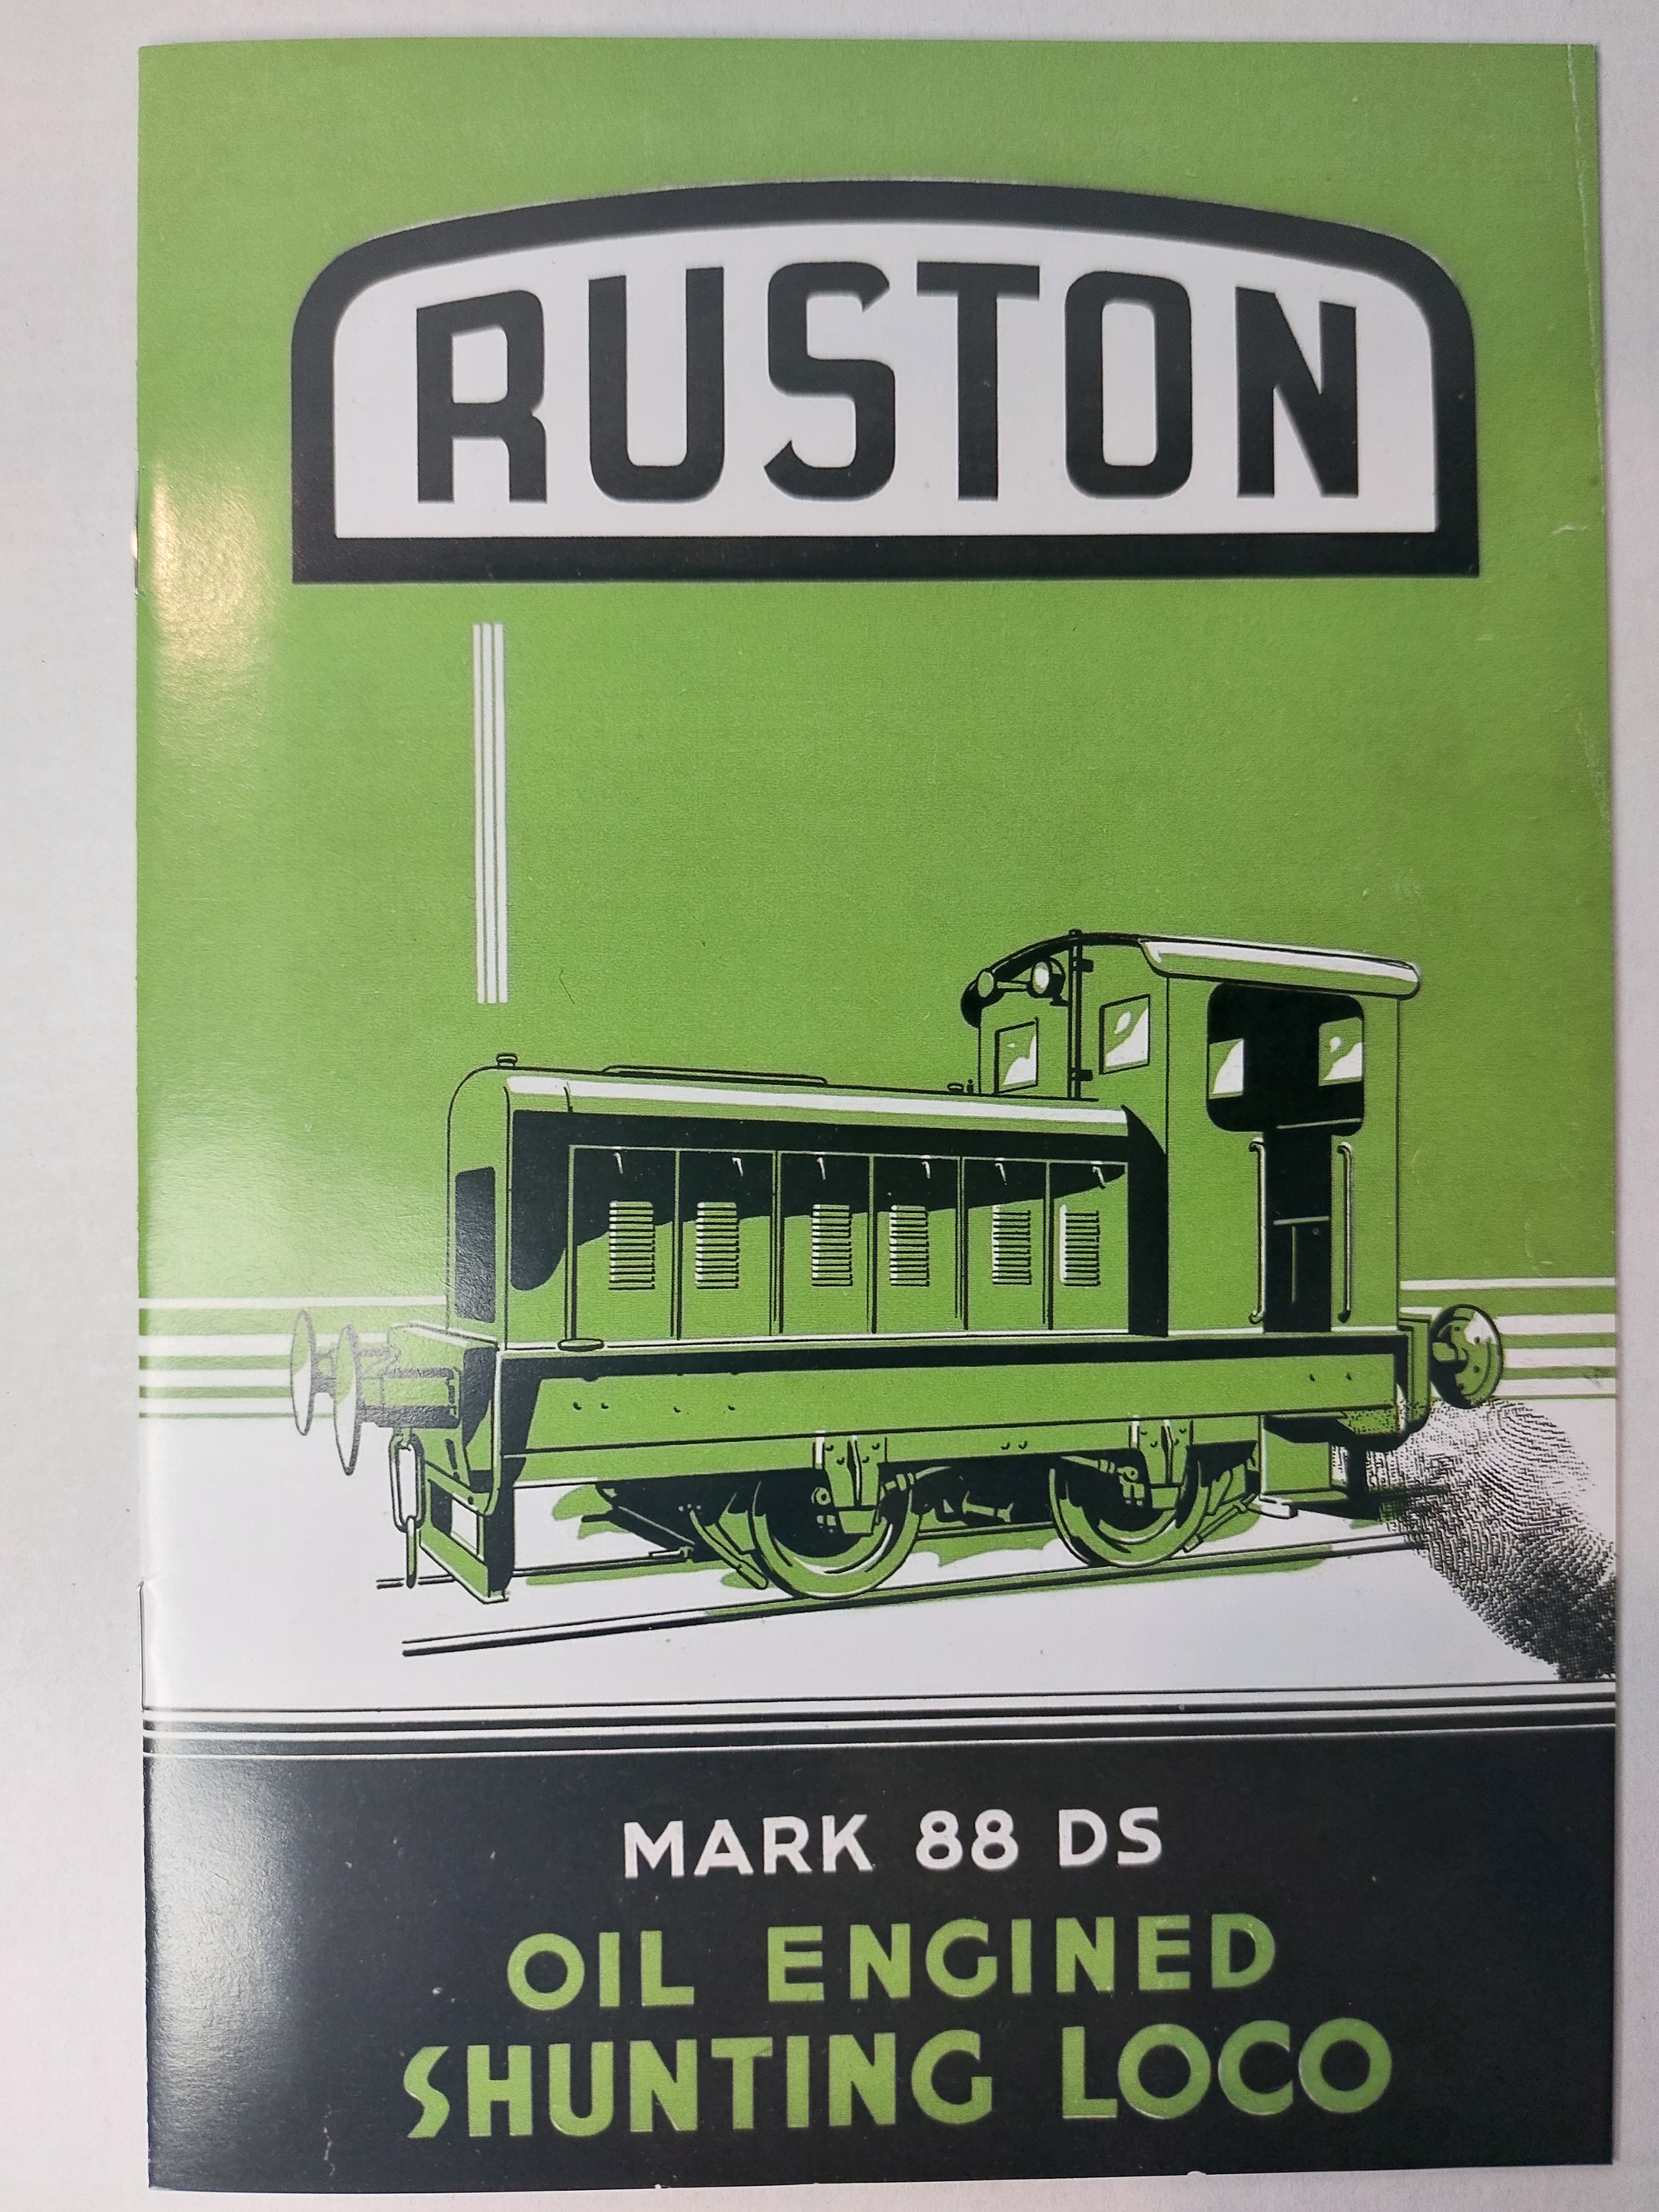 RUSTON
MARK 88 DS
OIL ENGINED
SHUNTING LOCO